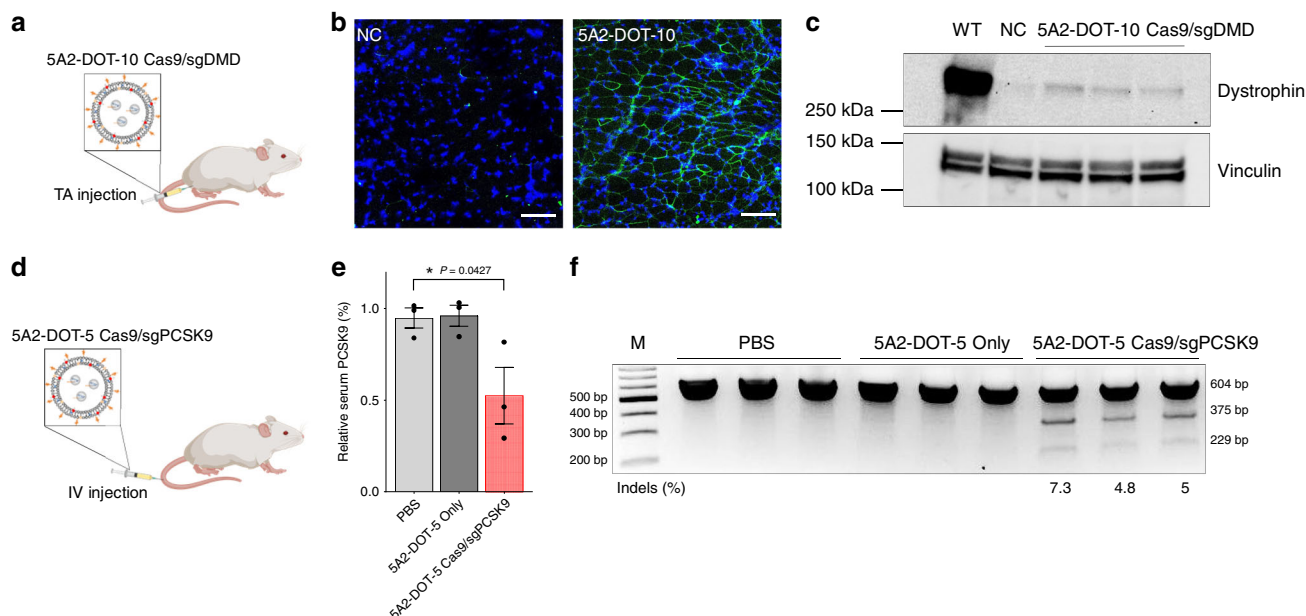 a
5A2-DOT-10 Cas9/sgDMD
TA injection
b
NC
5A2-DOT-10
c
WT NC 5A2-DOT-10 Cas9/sgDMD
250 kDa
Dystrophin
150 kDa
100 kDa
Vinculin
d
5A2-DOT-5 Cas9/sgPCSK9
IV injection
e
* P = 0.0427
Relative serum PCSK9 (%)
1.0
0.5
0.0
PBS
5A2-DOT-5 Only
5A2-DOT-5 Cas9/sgPCSK9
f
M PBS 5A2-DOT-5 Only 5A2-DOT-5 Cas9/sgPCSK9
500 bp
400 bp
300 bp
200 bp
604 bp
375 bp
229 bp
Indels (%) 7.3 4.8 5